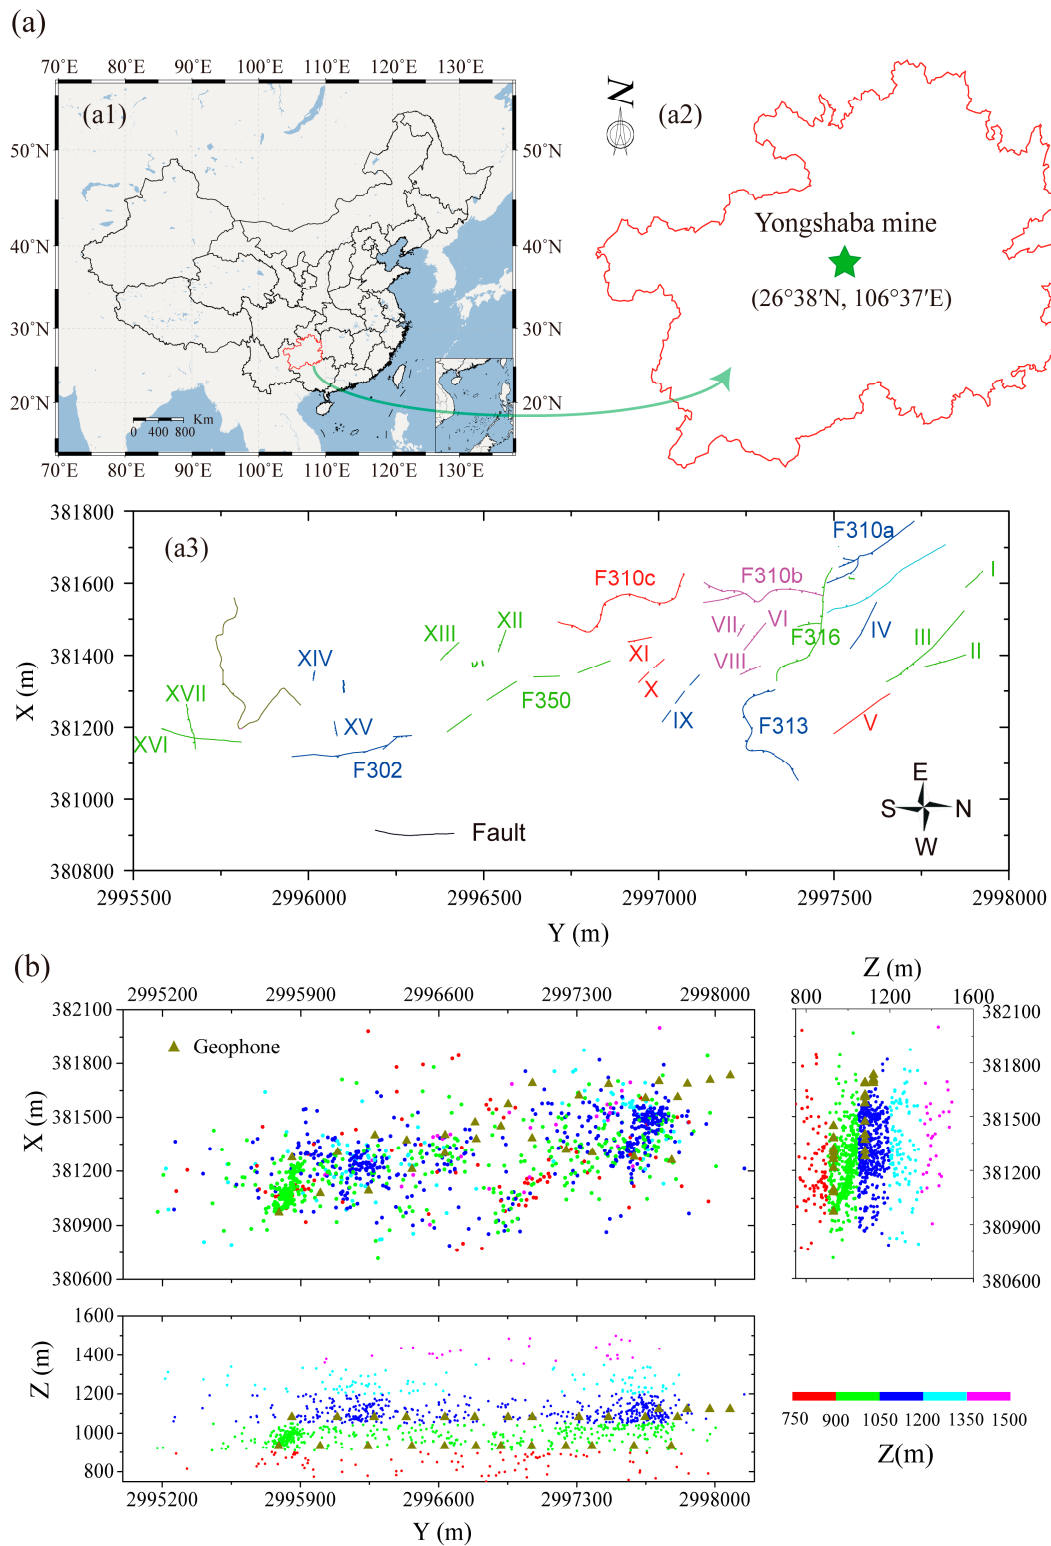 (a)
70°E 80°E 90°E 100°E 110°E 120°E 130°E
(a1)
50°N 50°N
40°N 40°N
30°N 30°N
20°N 20°N
0 400 800 Km
70°E 80°E 90°E 100°E 110°E 120°E 130°E
N
(a2)
Yongshaba mine
(26°38′N, 106°37′E)
381800
381600
381400
381200
381000
380800
X (m)
(a3)
F310a
F310c
F310b
I
XII
XIII
VII
VI
F316
IV
III
II
XIV
XI
VIII
X
XVII
F350
IX
F313
V
XV
XVI
F302
E
S N
W
Fault
2995500 2996000 2996500 2997000 2997500 2998000
Y (m)
(b)
2995200 2995900 2996600 2997300 2998000
382100
381800
381500
381200
380900
380600
X (m)
Geophone
Z (m)
800 1200 1600
382100
381800
381500
381200
380900
380600
1600
1400
1200
1000
800
Z (m)
2995200 2995900 2996600 2997300 2998000
Y (m)
750 900 1050 1200 1350 1500
Z(m)